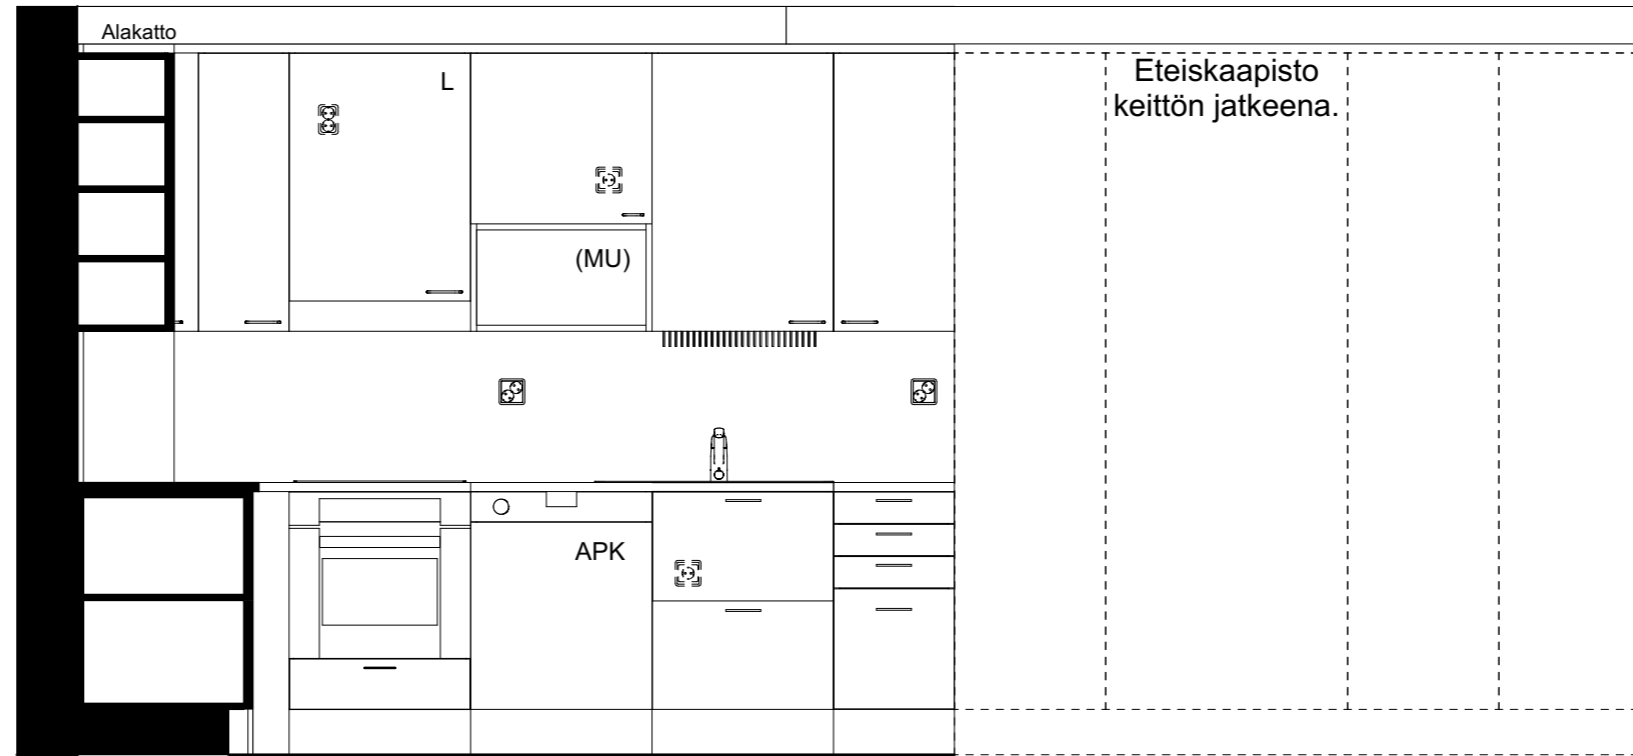 Alakatto
L
Eteiskaapisto
keittön jatkeena.
(MU)
APK